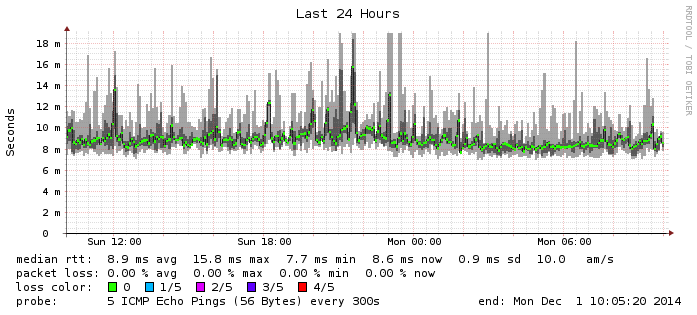 Last 24 Hours
RRDTOOL / TOBI OETIKER
Seconds
18 m
16 m
14 m
12 m
10 m
8 m
6 m
4 m
2 m
0
Sun 12:00 Sun 18:00 Mon 00:00 Mon 06:00
median rtt: 8.9 ms avg 15.8 ms max 7.7 ms min 8.6 ms now 0.9 ms sd 10.0 am/s
packet loss: 0.00 % avg 0.00 % max 0.00 % min 0.00 % now
loss color: 0 1/5 2/5 3/5 4/5
probe: 5 ICMP Echo Pings (56 Bytes) every 300s end: Mon Dec 1 10:05:20 2014